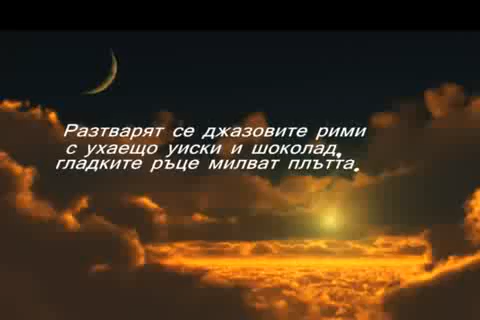 Разтварят се джазовите рими
с ухаещо уиски и шоколад,
гладките ръце милват плътта.